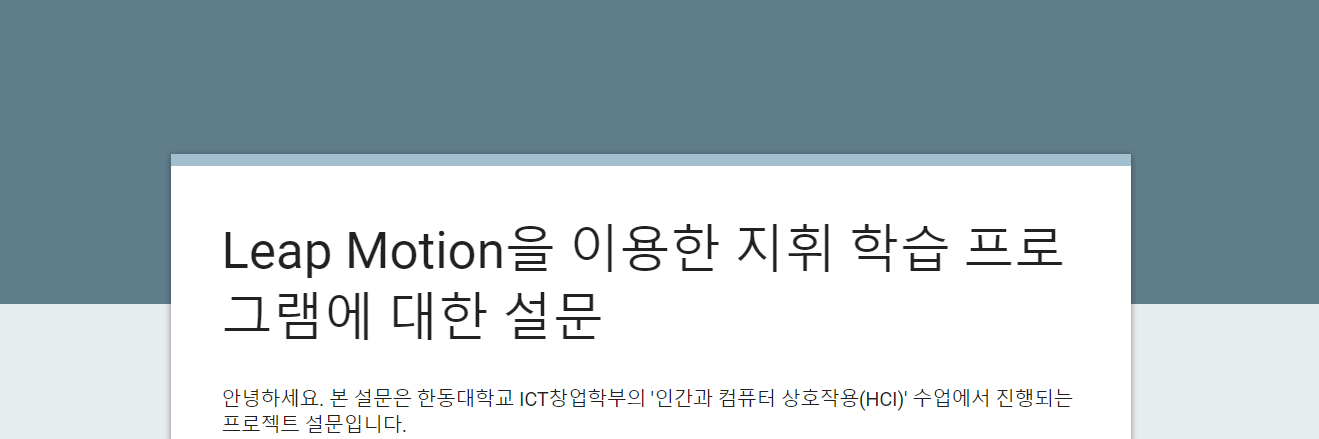 Leap Motion을 이용한 지휘 학습 프로
그램에 대한 설문
안녕하세요. 본 설문은 한동대학교 ICT창업학부의 '인간과 컴퓨터 상호작용(HCI)' 수업에서 진행되는
프로젝트 설문입니다.